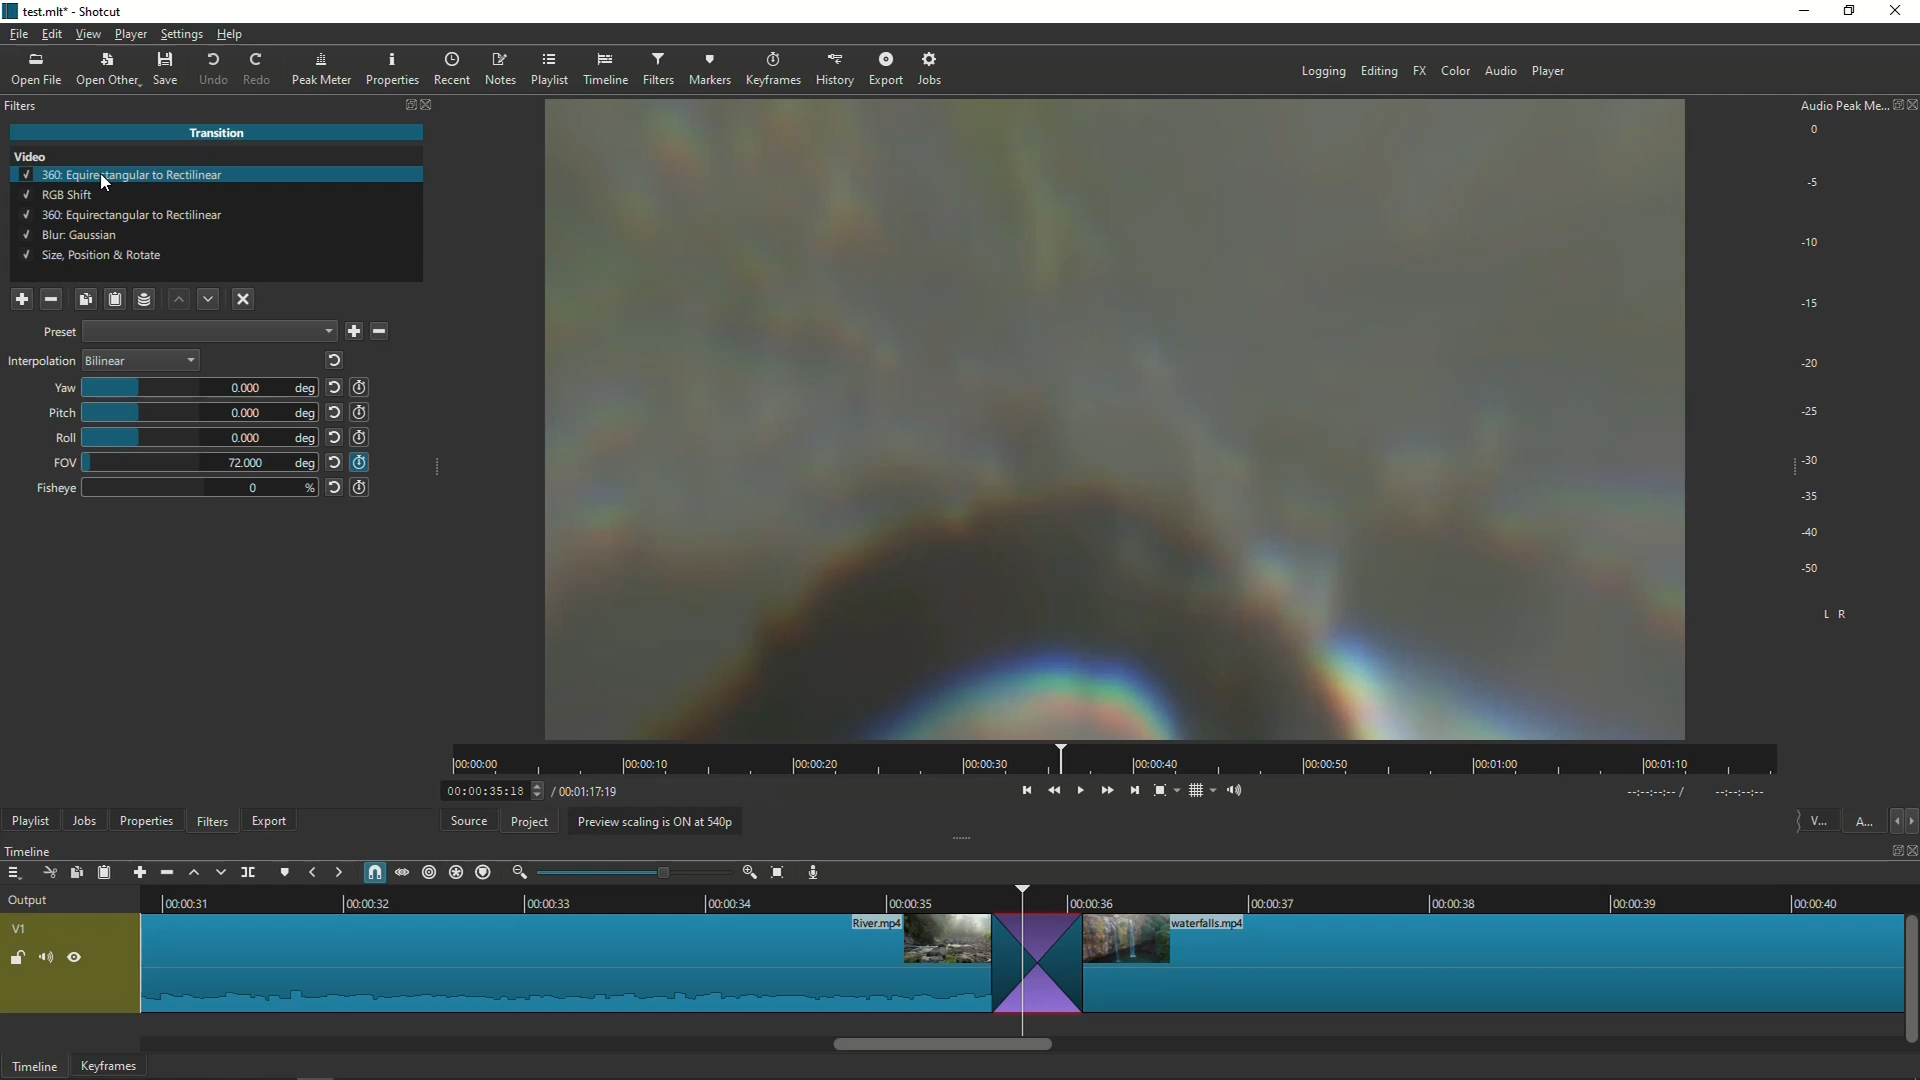 test.mlt* - Shotcut
File Edit View Player Settings Help
Open File Open Other. Save Undo Redo Peak Meter Properties Recent Notes Playlist Timeline Filters Markers Keyframes History Export Jobs
Logging Editing FX Color Audio Player
Filters
Transition
Video
360: Equirectangular to Rectilinear
RGB Shift
360: Equirectangular to Rectilinear
Blur: Gaussian
Size, Position & Rotate
Preset
Interpolation Bilinear
Yaw 0.000 deg
Pitch 0.000 deg
Roll 0.000 deg
FOV 72.000 deg
Fisheye 0 %
Audio Peak Me...
0
-5
-10
-15
-20
-25
-30
-35
-40
-50
L R
00:00:00 00:00:10 00:00:20 00:00:30 00:00:40 00:00:50 00:01:00 00:01:10
00:00:35:18 / 00:01:17:19
--:--:--:-- / --:--:--:--
Playlist Jobs Properties Filters Export
Source Project Preview scaling is ON at 540p
V... A...
Timeline
Output
00:00:31 00:00:32 00:00:33 00:00:34 00:00:35 00:00:36 00:00:37 00:00:38 00:00:39 00:00:40
V1
River.mp4
waterfalls.mp4
Timeline Keyframes